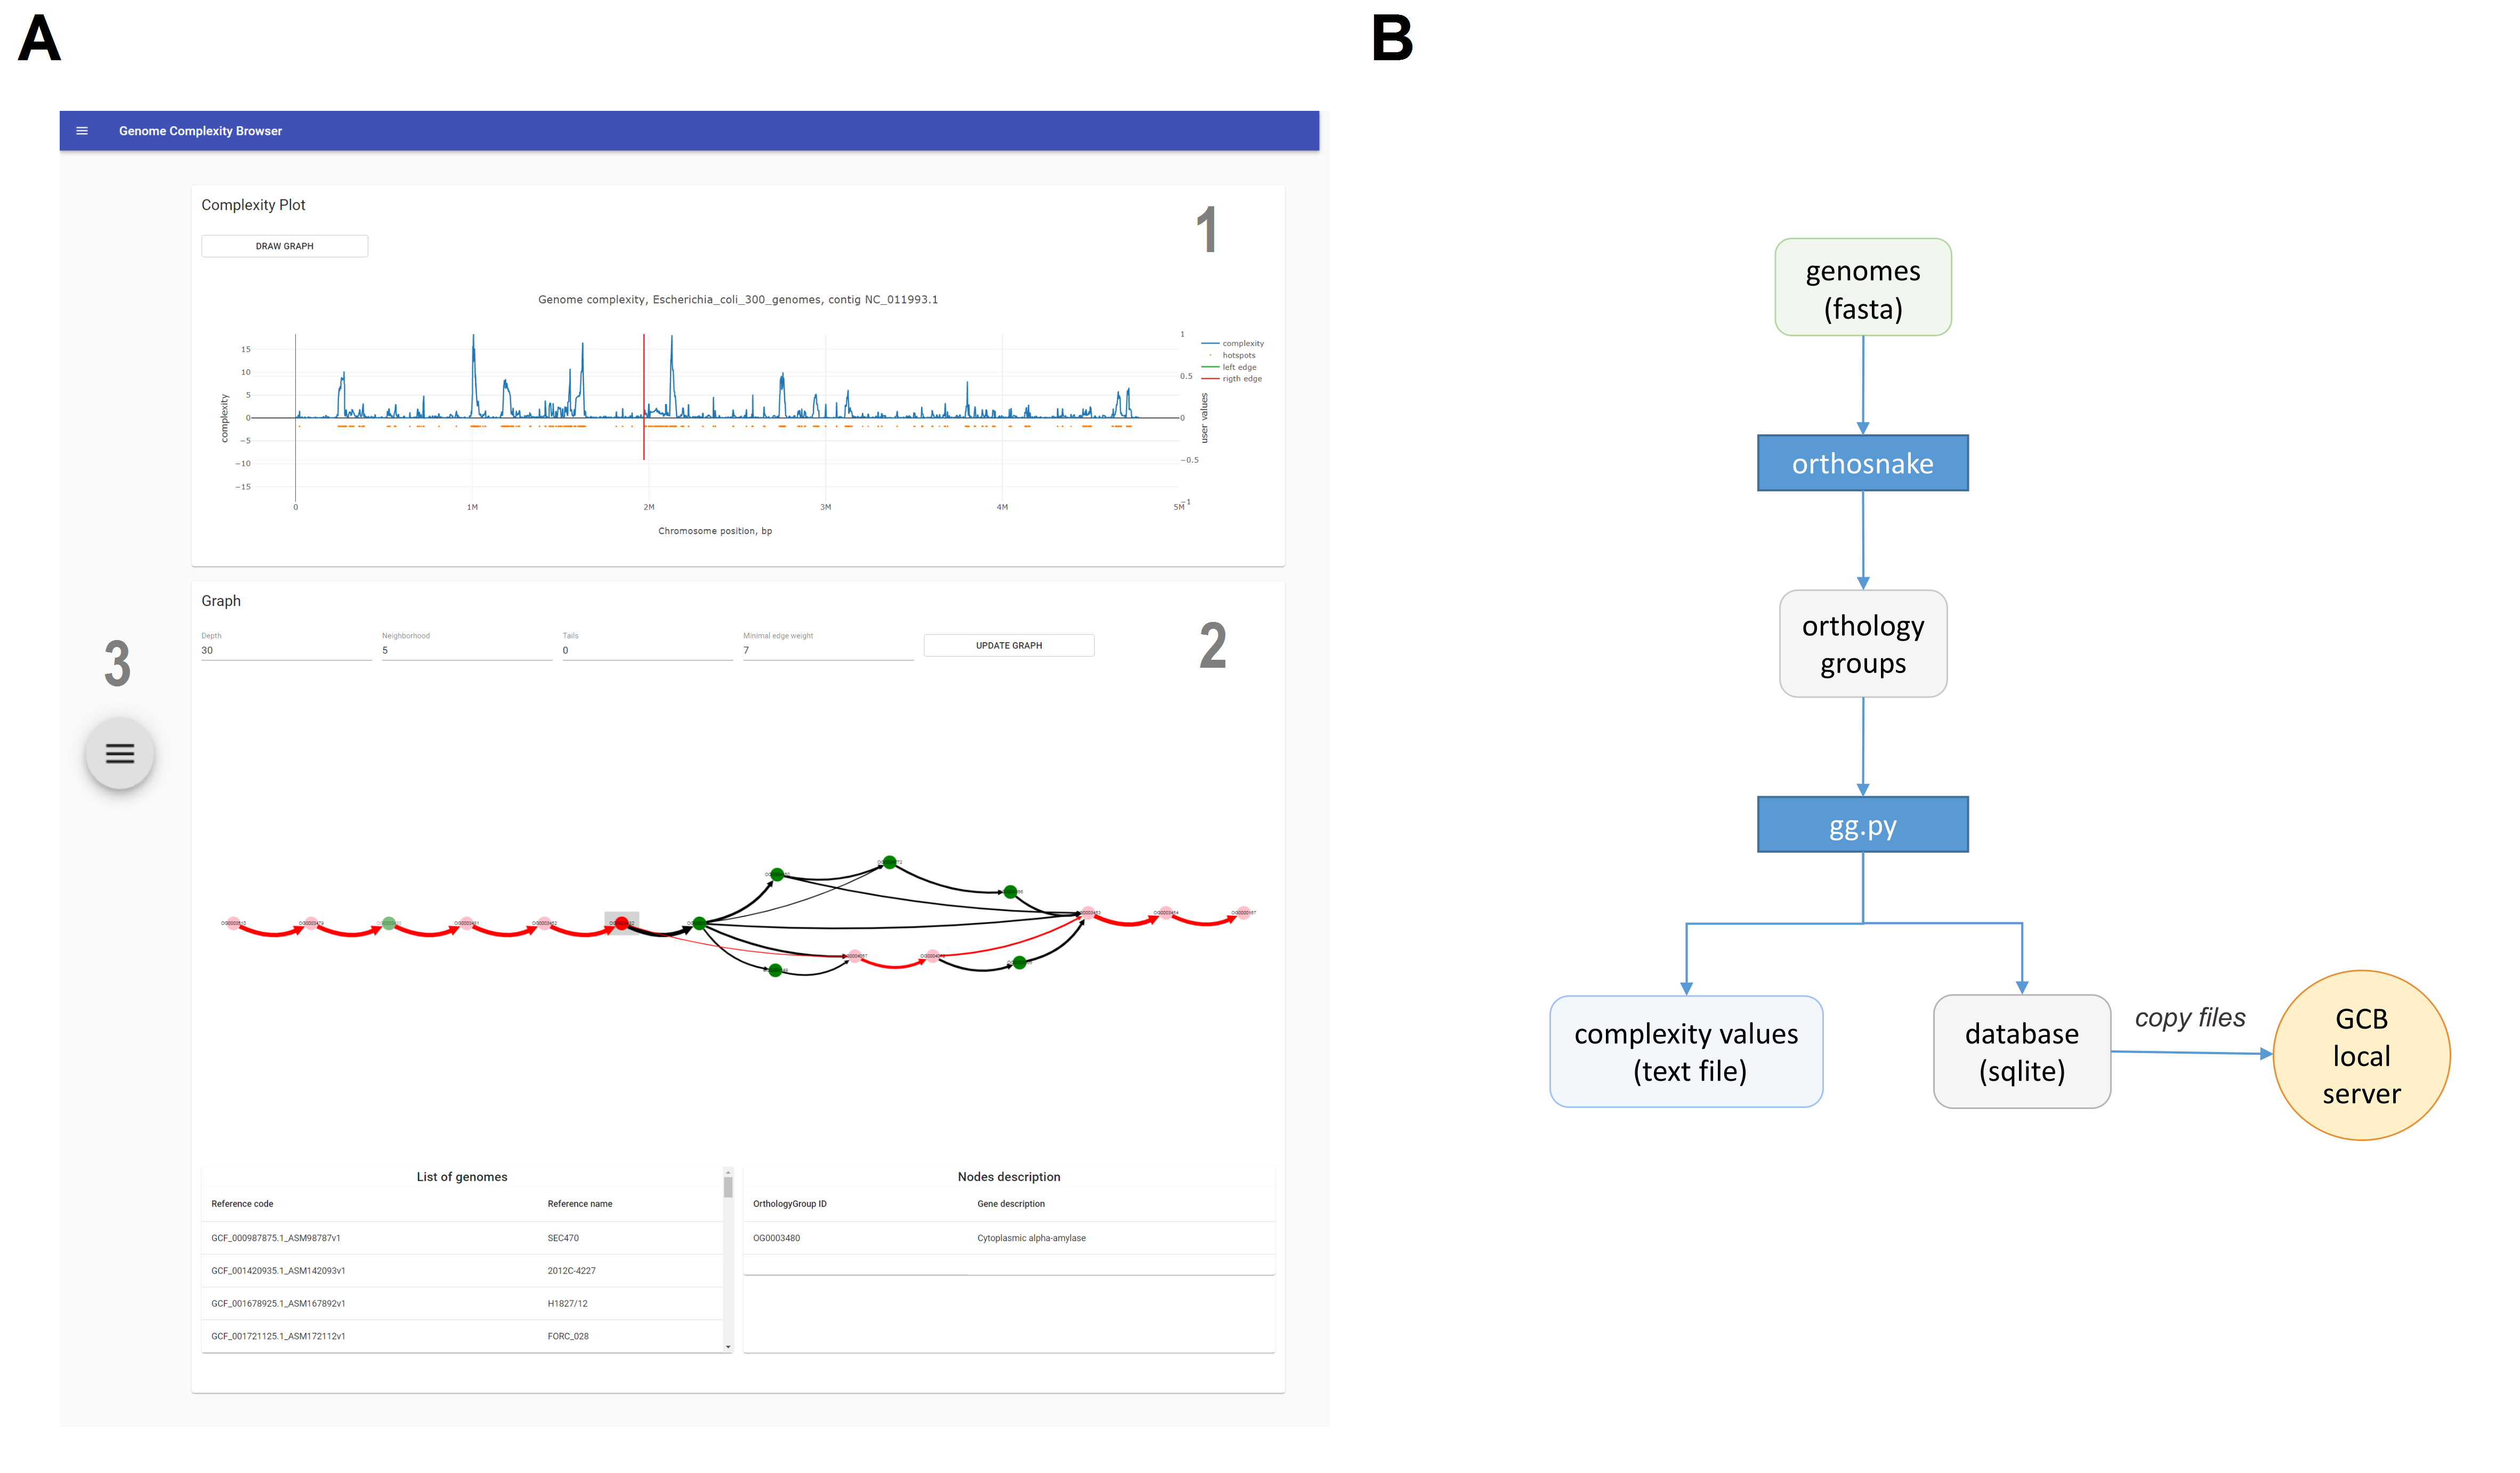 A
B
Genome Complexity Browser
Complexity Plot
1
DRAW GRAPH
Genome complexity, Escherichia_coli_300_genomes, contig NC_011993.1
15
10
5
0
−5
−10
−15
complexity
1
0.5
0
−0.5
−1
user values
complexity
hotspots
left edge
rigth edge
0
1M
2M
3M
4M
5M
Chromosome position, bp
Graph
2
3
Depth
30
Neighborhood
5
Tails
0
Minimal edge weight
7
UPDATE GRAPH
List of genomes
Reference code
Reference name
GCF_000987875.1_ASM98787v1
SEC470
GCF_001420935.1_ASM142093v1
2012C-4227
GCF_001678925.1_ASM167892v1
H1827/12
GCF_001721125.1_ASM172112v1
FORC_028
Nodes description
OrthologyGroup ID
Gene description
OG0003480
Cytoplasmic alpha-amylase
genomes
(fasta)
orthosnake
orthology
groups
gg.py
complexity values
(text file)
database
(sqlite)
copy files
GCB
local
server